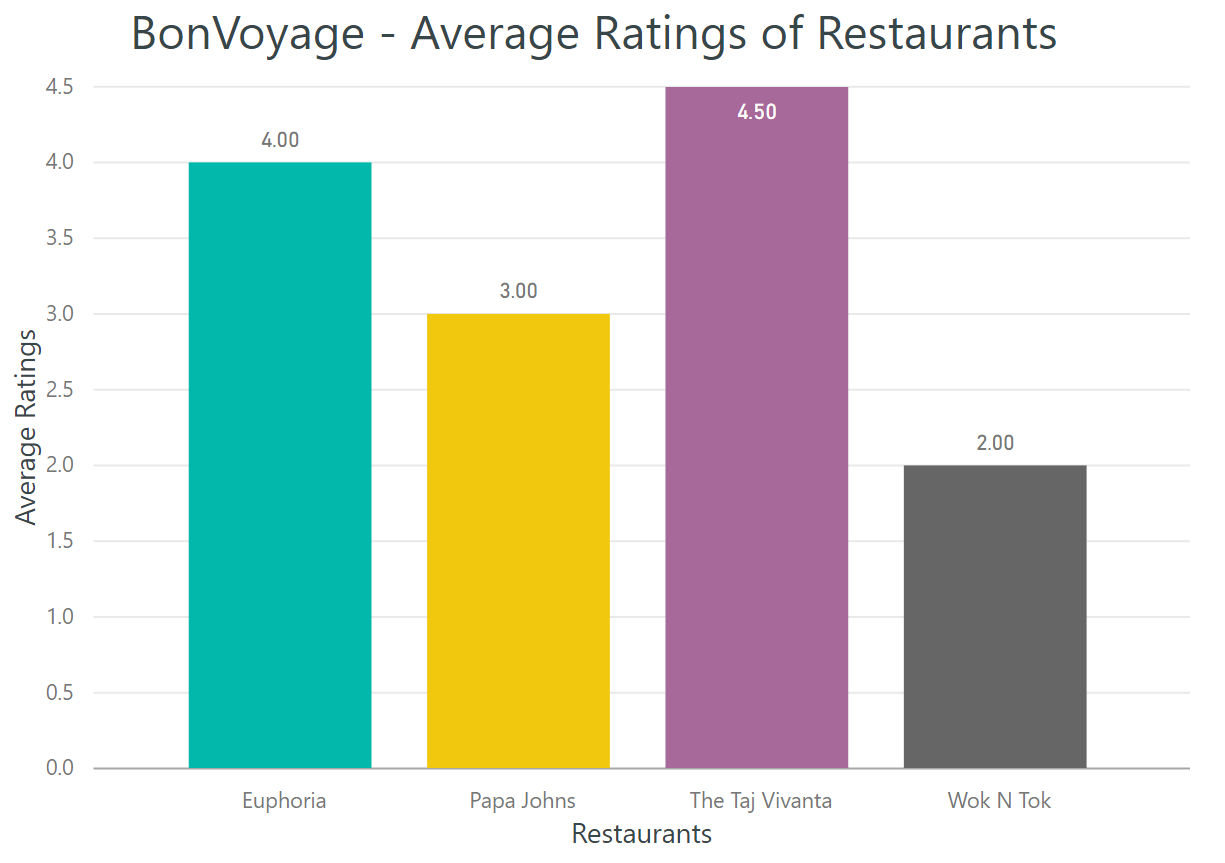 BonVoyage - Average Ratings of Restaurants
Average Ratings
4.5
4.0
3.5
3.0
2.5
2.0
1.5
1.0
0.5
0.0
4.00
3.00
4.50
2.00
Euphoria
Papa Johns
The Taj Vivanta
Wok N Tok
Restaurants